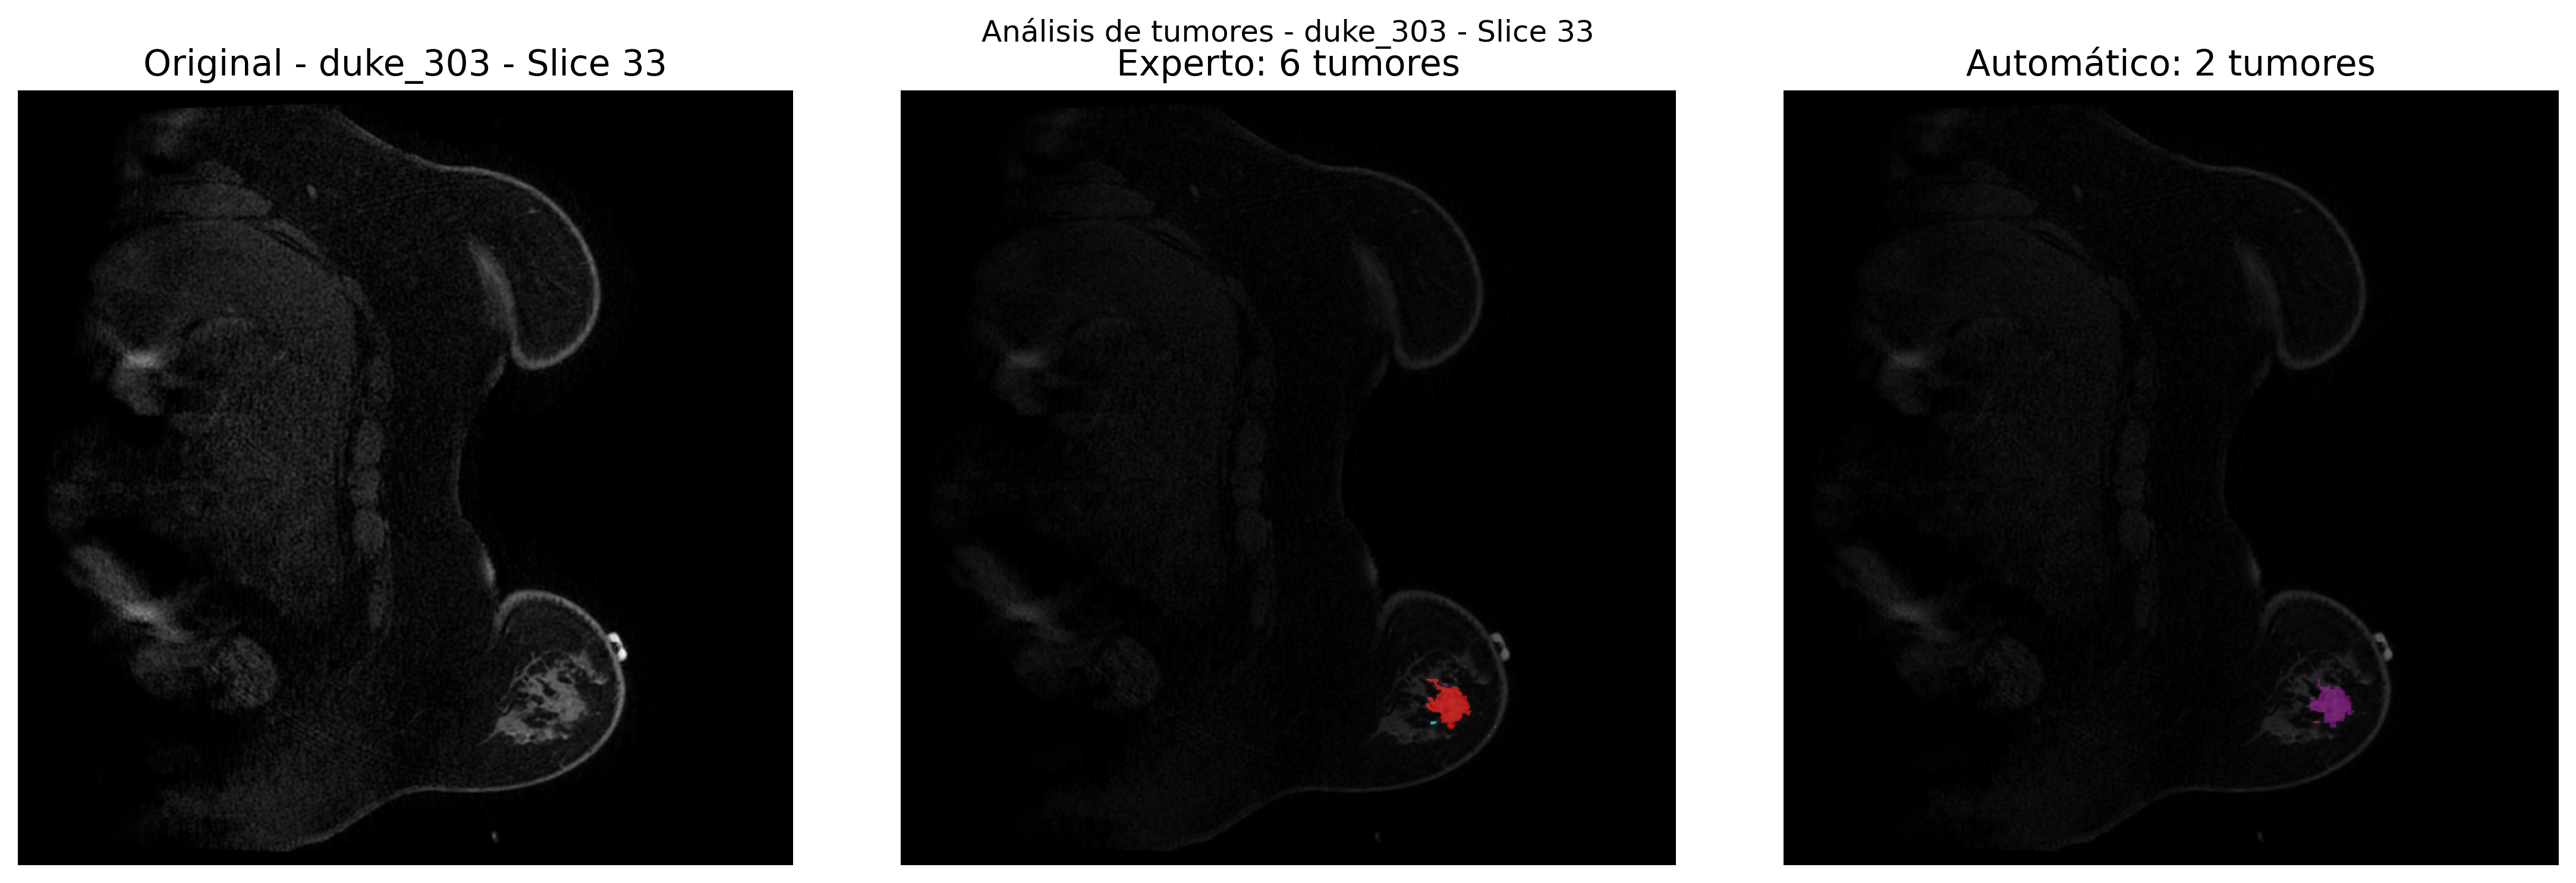 Análisis de tumores - duke_303 - Slice 33
Original - duke_303 - Slice 33
Experto: 6 tumores
Automático: 2 tumores